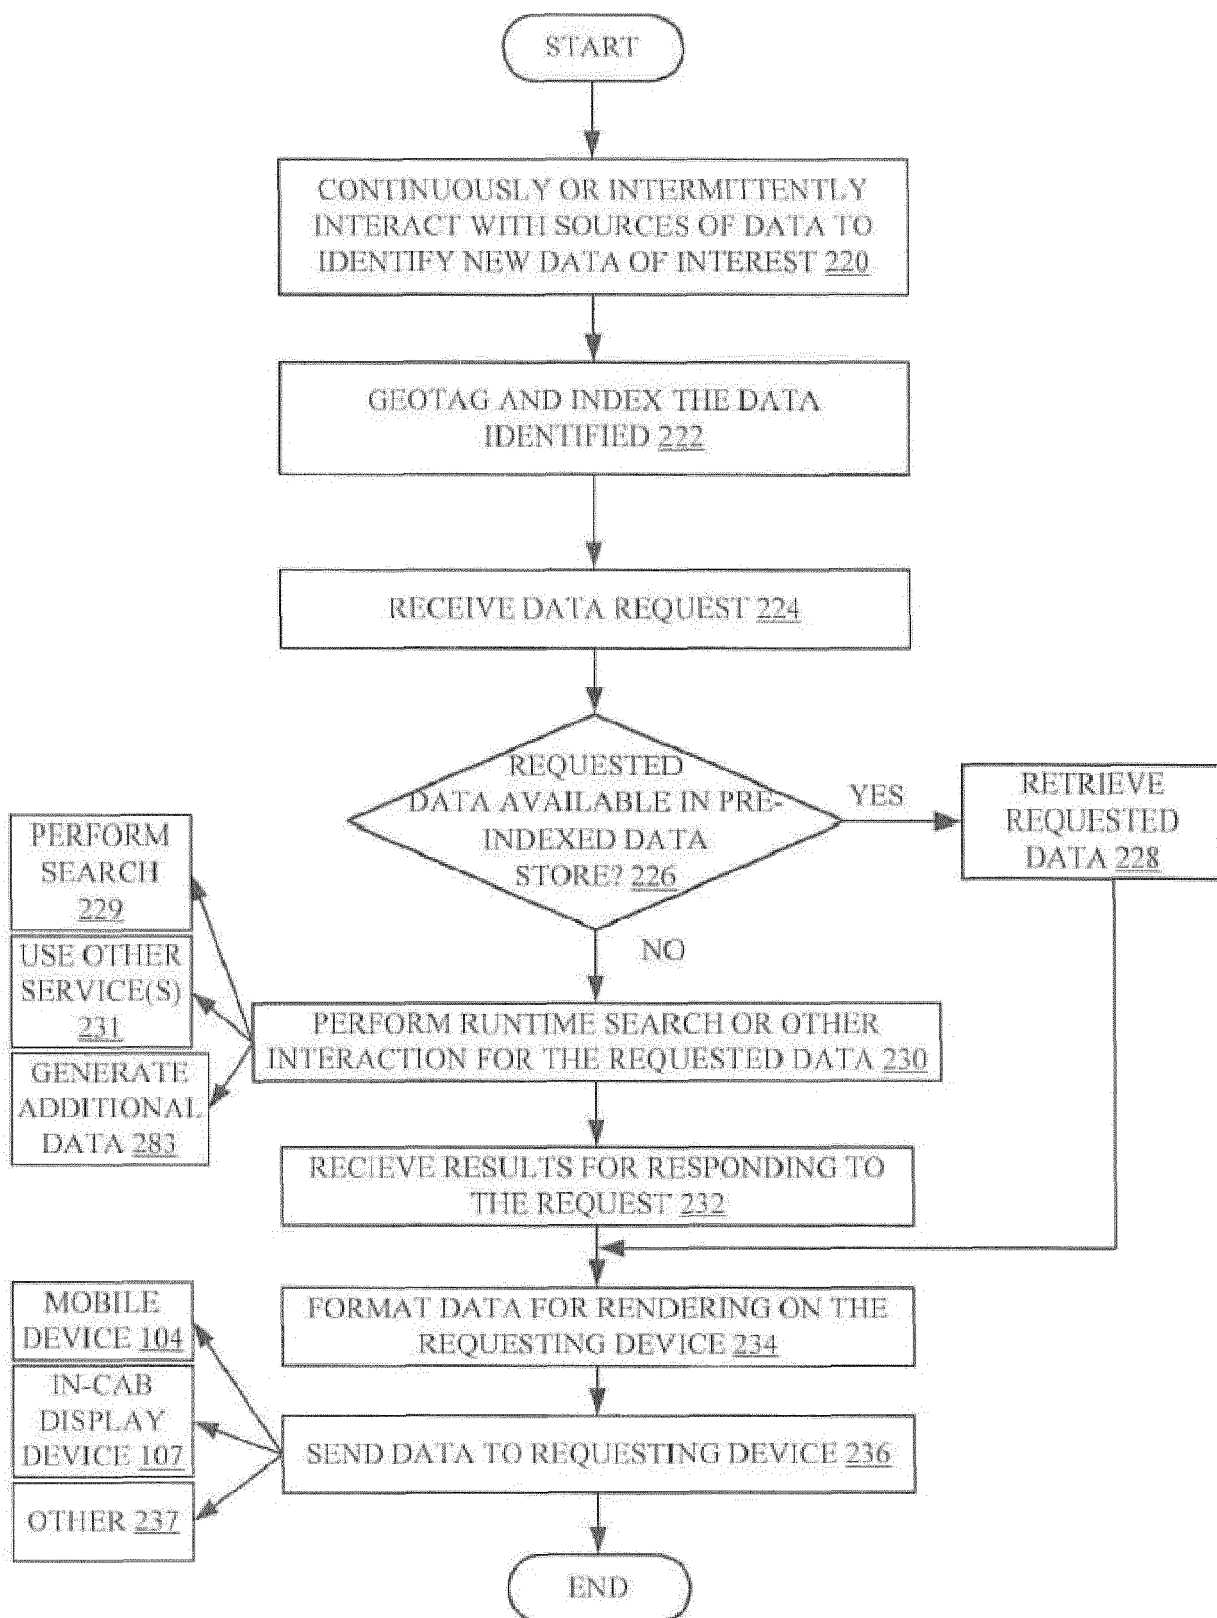 START
CONTINUOUSLY OR INTERMITTENTLY
INTERACT WITH SOURCES OF DATA TO
IDENTIFY NEW DATA OF INTEREST 220
GEOTAG AND INDEX THE DATA
IDENTIFIED 222
RECEIVE DATA REQUEST 224
REQUESTED
DATA AVAILABLE IN PRE-
INDEXED DATA
STORE? 226
YES
RETRIEVE
REQUESTED
DATA 228
NO
PERFORM
SEARCH
229
USE OTHER
SERVICE(S)
231
GENERATE
ADDITIONAL
DATA 283
PERFORM RUNTIME SEARCH OR OTHER
INTERACTION FOR THE REQUESTED DATA 230
RECIEVE RESULTS FOR RESPONDING TO
THE REQUEST 232
FORMAT DATA FOR RENDERING ON THE
REQUESTING DEVICE 234
MOBILE
DEVICE 104
IN-CAB
DISPLAY
DEVICE 107
OTHER 237
SEND DATA TO REQUESTING DEVICE 236
END